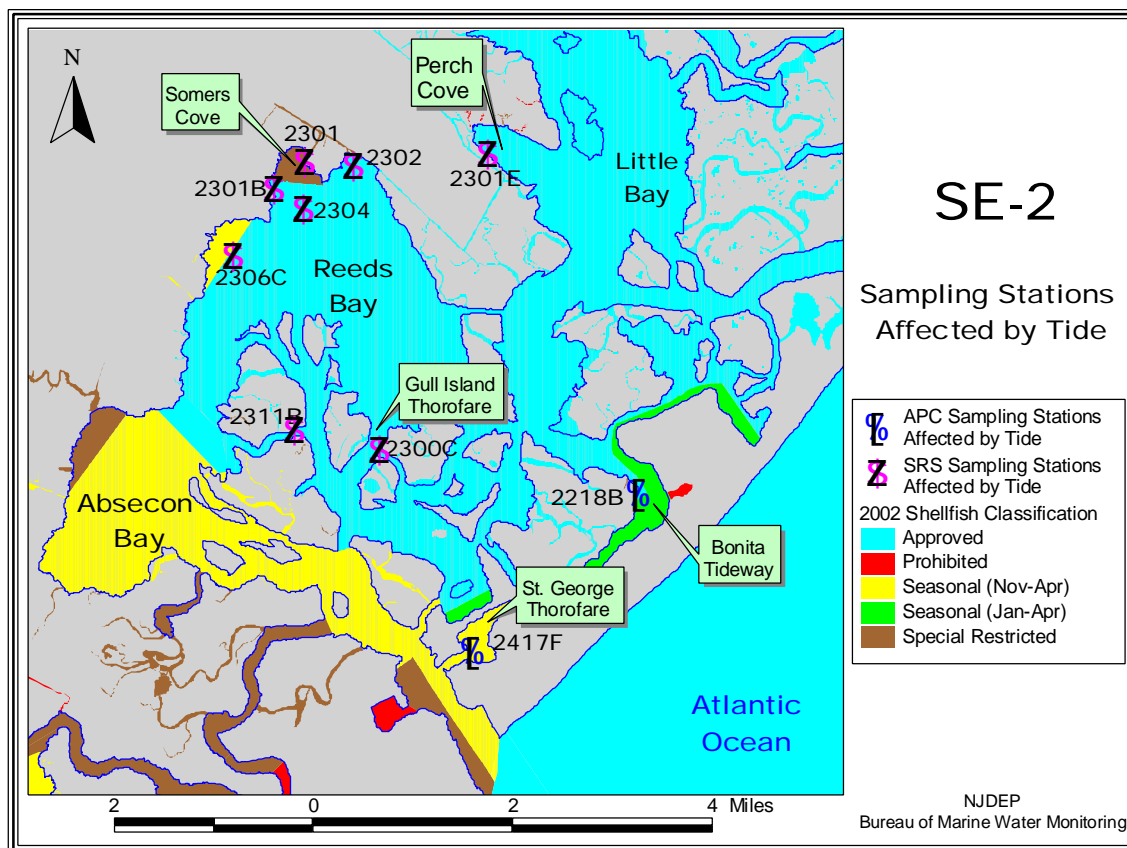 N
Somers
Cove
Perch
Cove
2301
2302
2301E
2301B
2304
Little
Bay
2306C
Reeds
Bay
Gull Island
Thorofare
2311B
2300C
2218B
Absecon
Bay
Bonita
Tideway
St. George
Thorofare
2417F
Atlantic
Ocean
2 0 2 4 Miles
SE-2
Sampling Stations
Affected by Tide
APC Sampling Stations
Affected by Tide
SRS Sampling Stations
Affected by Tide
2002 Shellfish Classification
Approved
Prohibited
Seasonal (Nov-Apr)
Seasonal (Jan-Apr)
Special Restricted
NJDEP
Bureau of Marine Water Monitoring